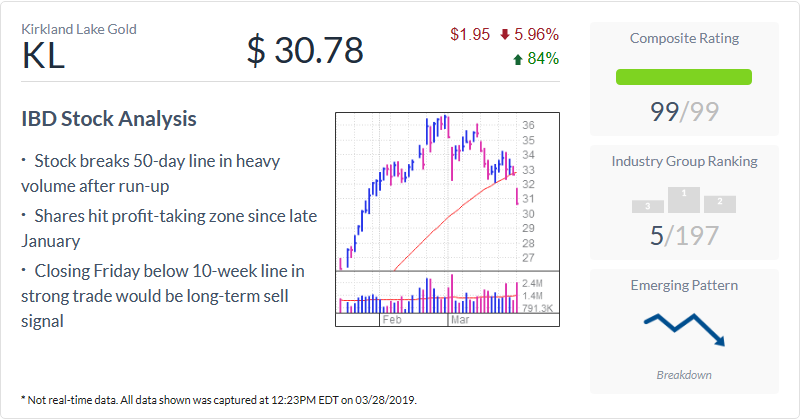 Kirkland Lake Gold
KL
$ 30.78
$1.95 5.96%
84%
IBD Stock Analysis
· Stock breaks 50-day line in heavy
volume after run-up
· Shares hit profit-taking zone since late
January
· Closing Friday below 10-week line in
strong trade would be long-term sell
signal
36
35
34
33
32
31
30
29
28
27
2.4M
1.4M
791.3K
Feb Mar
Composite Rating
99/99
Industry Group Ranking
3 1 2
5/197
Emerging Pattern
Breakdown
* Not real-time data. All data shown was captured at 12:23PM EDT on 03/28/2019.